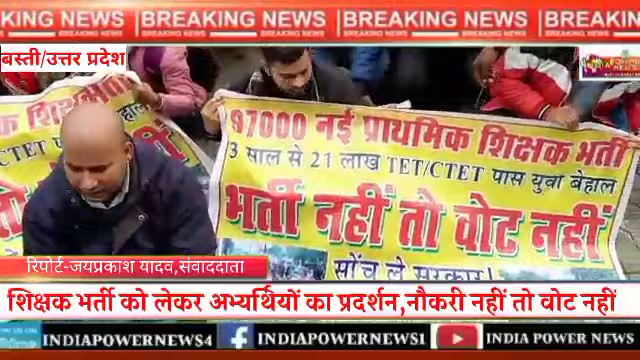 BREAKING NEWS BREAKING NEWS BREAKING NEWS
बस्ती/उत्तर प्रदेश
97000 नई प्राथमिक शिक्षक भर्ती
3 साल से 21 लाख TET/CTET पास युवा बेहाल
भर्ती नहीं तो वोट नहीं
सोंच ले सरकार!
रिपोर्ट-जयप्रकाश यादव,संवाददाता
शिक्षक भर्ती को लेकर अभ्यर्थियों का प्रदर्शन,नौकरी नहीं तो वोट नहीं
INDIAPOWERNEWS4 INDIAPOWERNEWS INDIA POWER NEWS